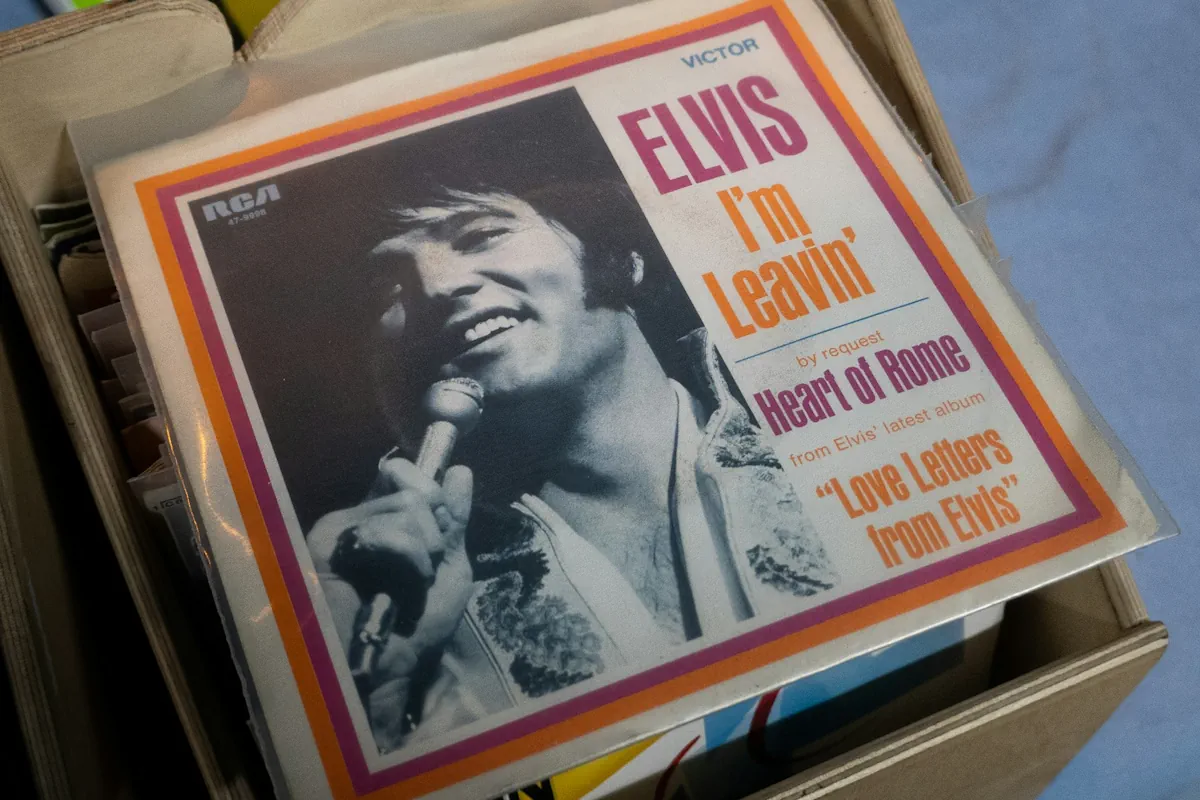 RCA
47-9998
VICTOR
ELVIS
I'm
Leavin'
by request
Heart of Rome
from Elvis' latest album
"Love Letters
from Elvis"